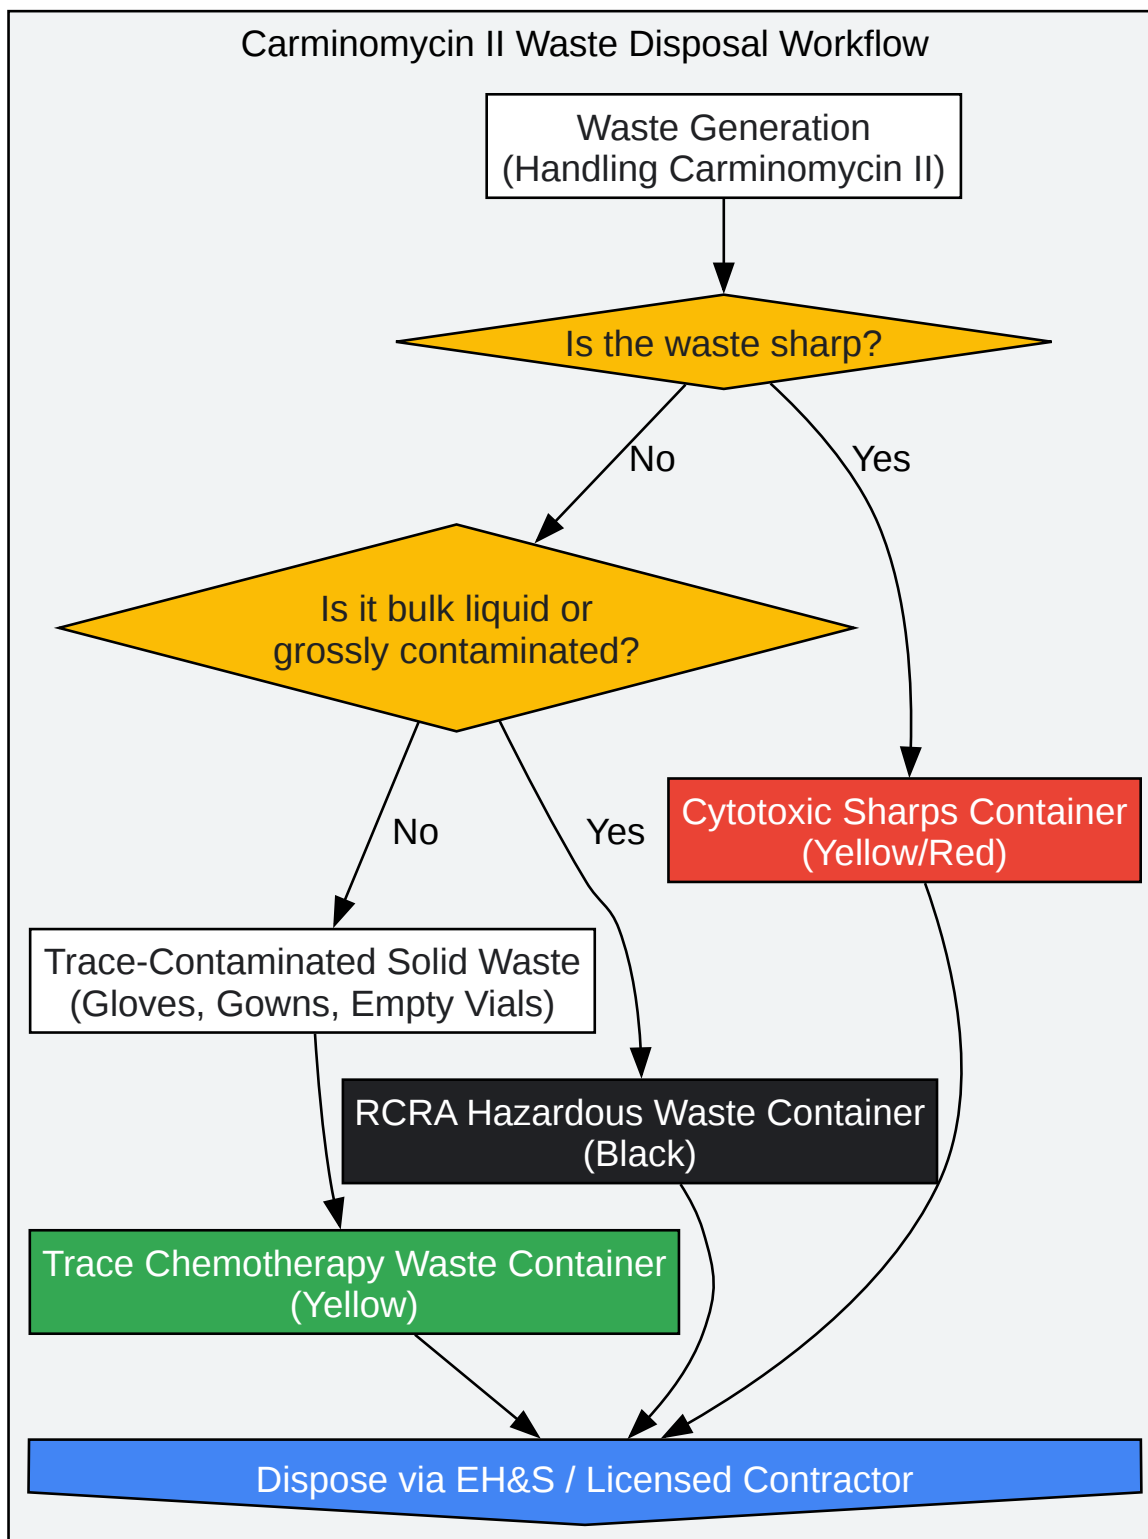 Carminomycin II Waste Disposal Workflow
Waste Generation
(Handling Carminomycin II)
Is the waste sharp?
No
Yes
Is it bulk liquid or
grossly contaminated?
No
Yes
Cytotoxic Sharps Container
(Yellow/Red)
Trace-Contaminated Solid Waste
(Gloves, Gowns, Empty Vials)
RCRA Hazardous Waste Container
(Black)
Trace Chemotherapy Waste Container
(Yellow)
Dispose via EH&S / Licensed Contractor